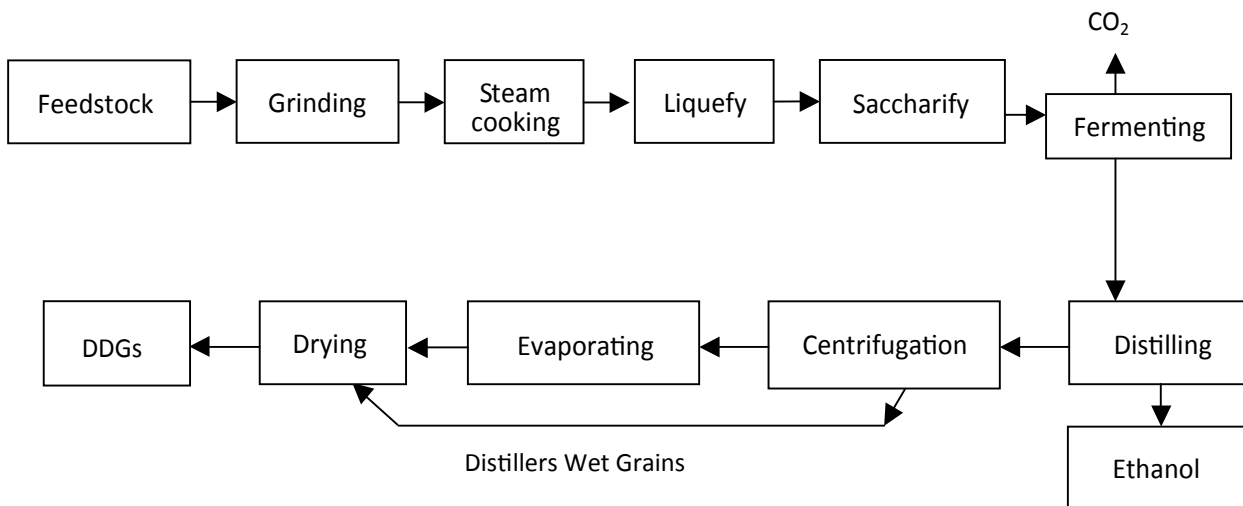 CO₂
Feedstock
Grinding
Steam
cooking
Liquefy
Saccharify
Fermenting
DDGs
Drying
Evaporating
Centrifugation
Distilling
Distillers Wet Grains
Ethanol